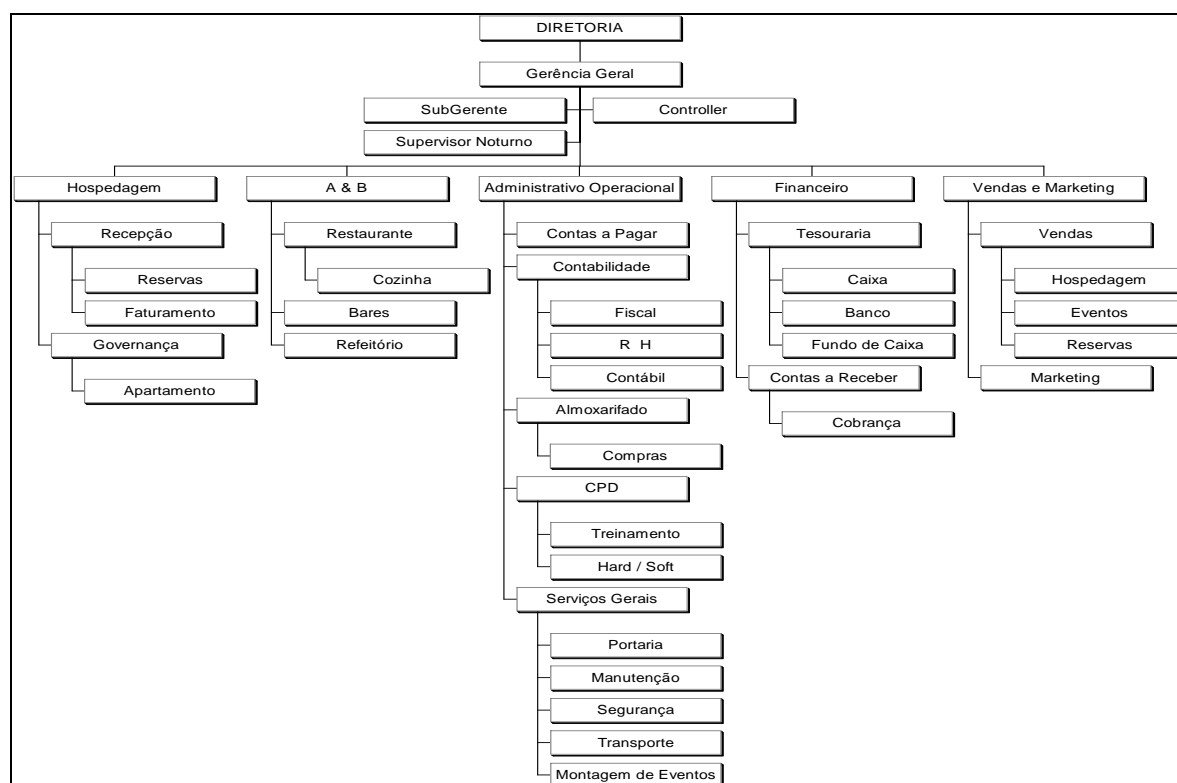 DIRETORIA
Gerência Geral
SubGerente
Controller
Supervisor Noturno
Hospedagem
Recepção
Reservas
Faturamento
Governança
Apartamento
A & B
Restaurante
Cozinha
Bares
Refeitório
Administrativo Operacional
Contas a Pagar
Contabilidade
Fiscal
R H
Contábil
Almoxarifado
Compras
CPD
Treinamento
Hard / Soft
Serviços Gerais
Portaria
Manutenção
Segurança
Transporte
Montagem de Eventos
Financeiro
Tesouraria
Caixa
Banco
Fundo de Caixa
Contas a Receber
Cobrança
Vendas e Marketing
Vendas
Hospedagem
Eventos
Reservas
Marketing